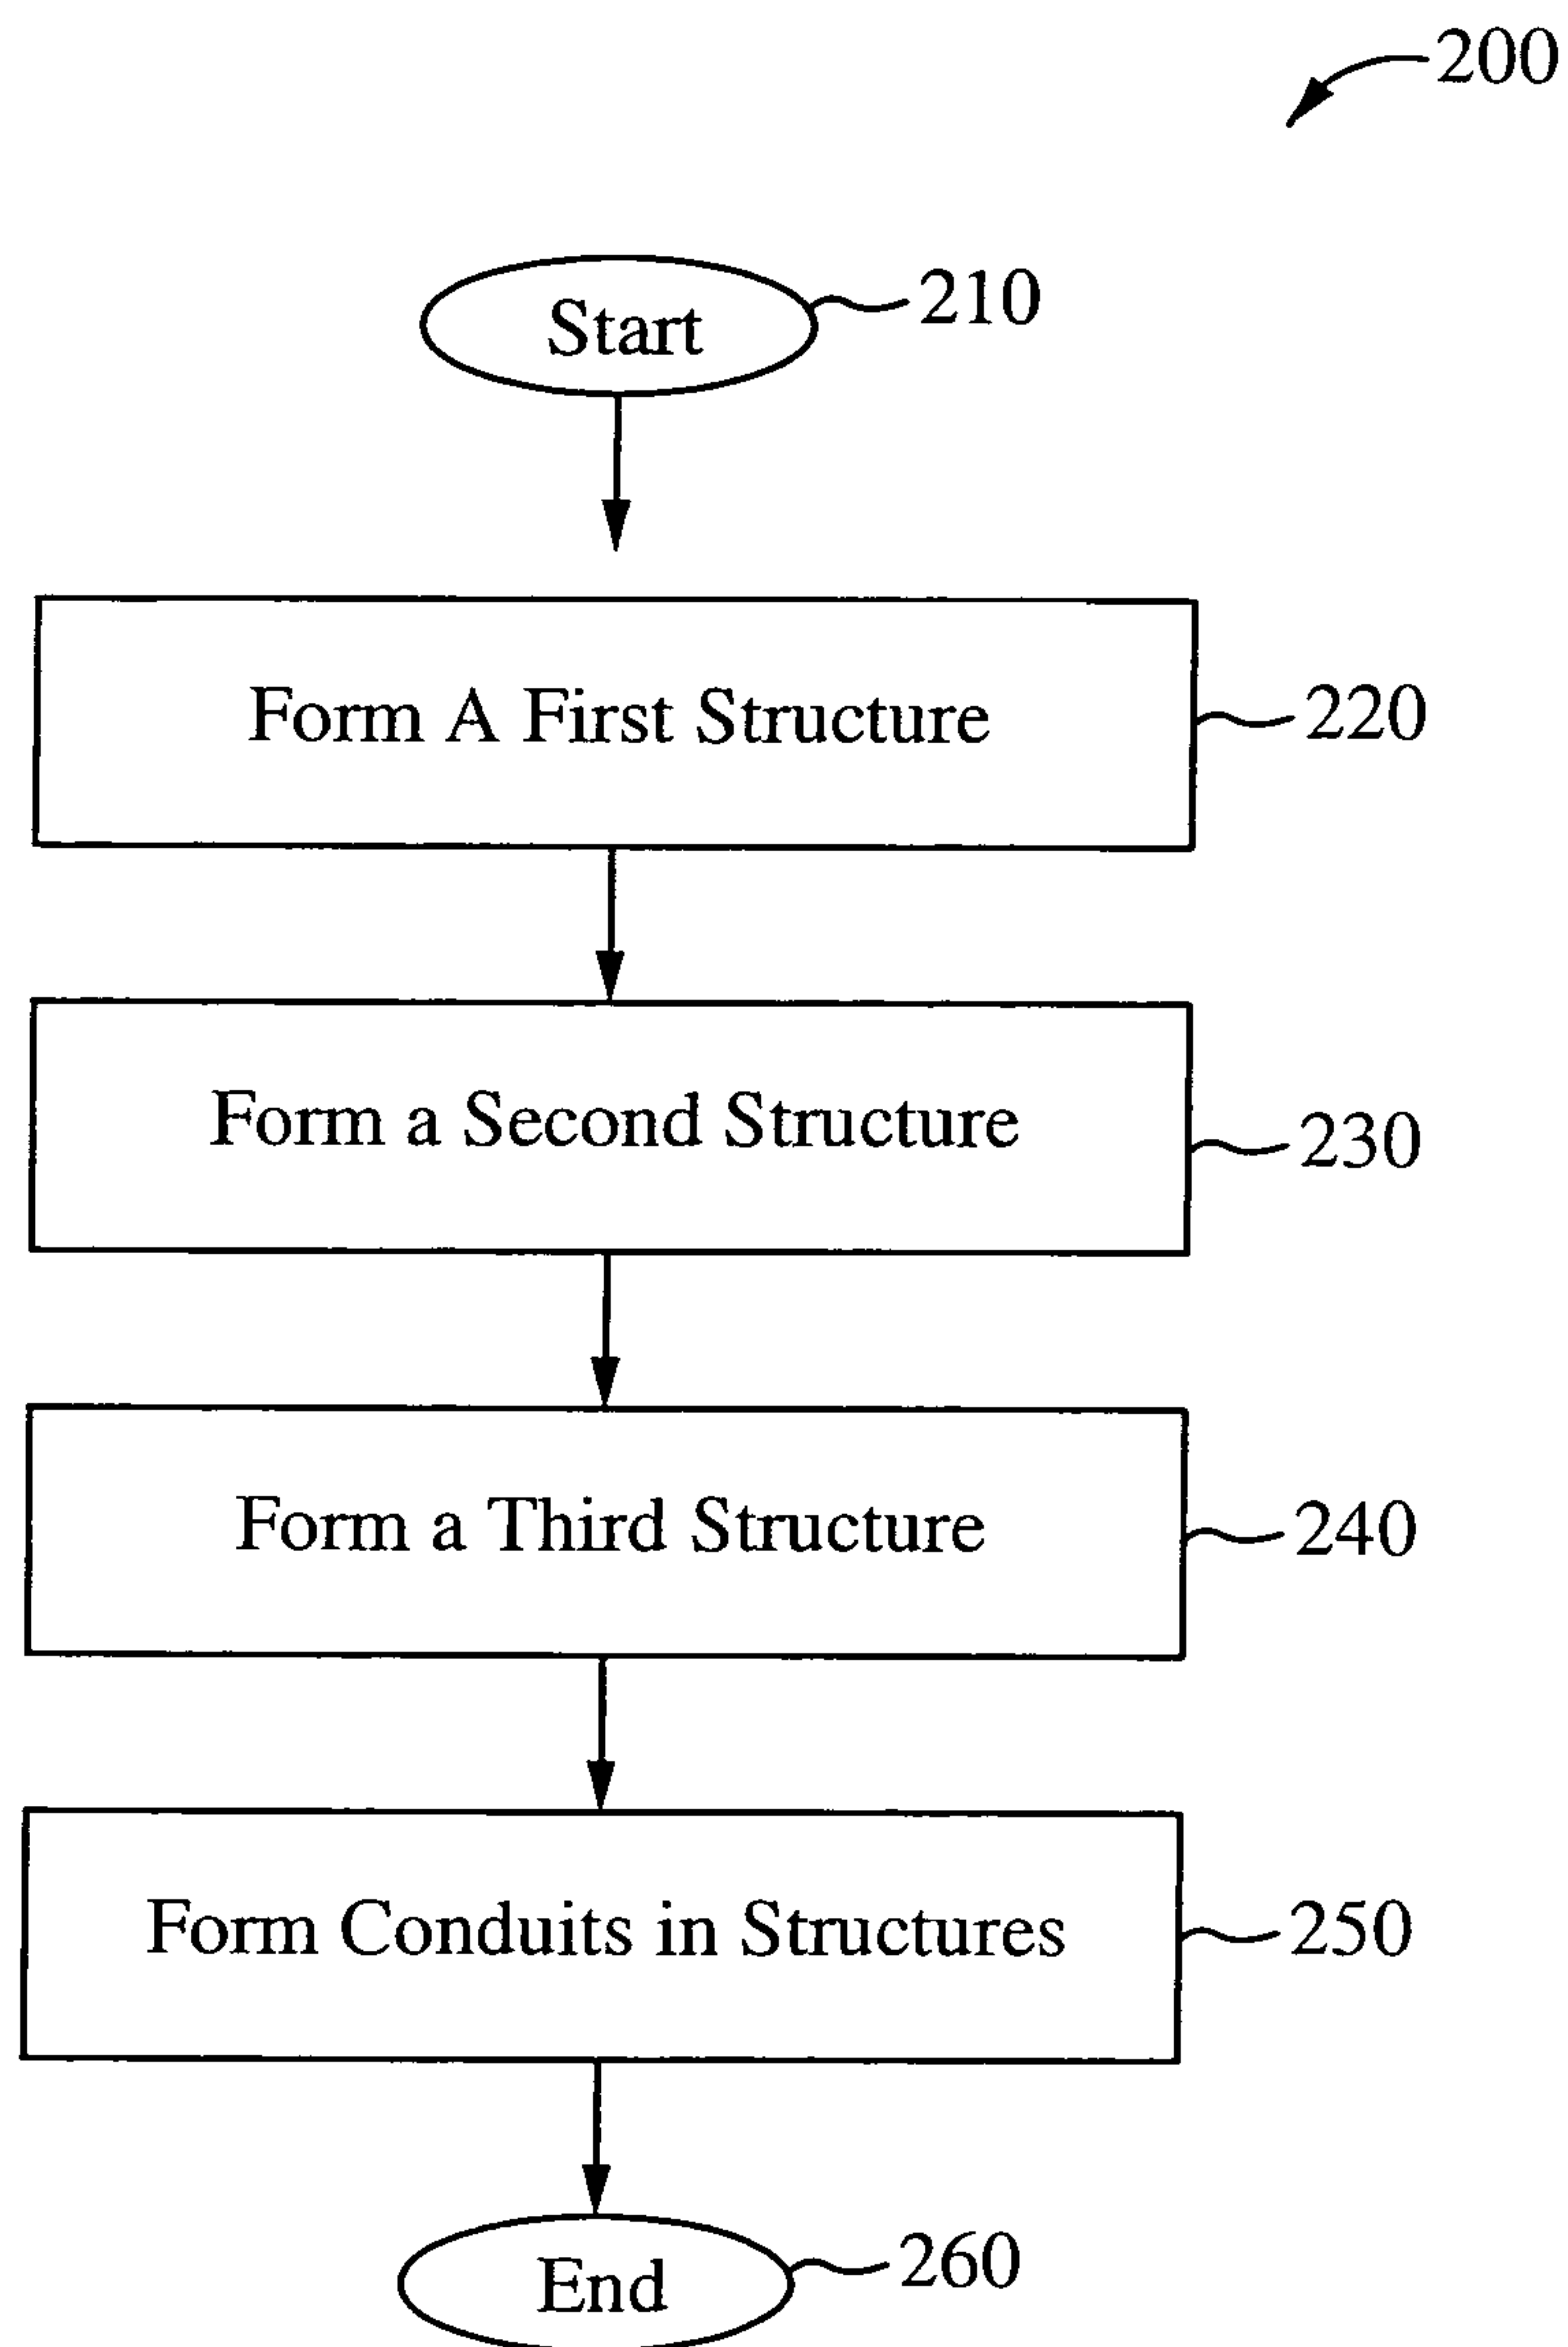 200
Start
210
Form A First Structure
220
Form a Second Structure
230
Form a Third Structure
240
Form Conduits in Structures
250
End
260